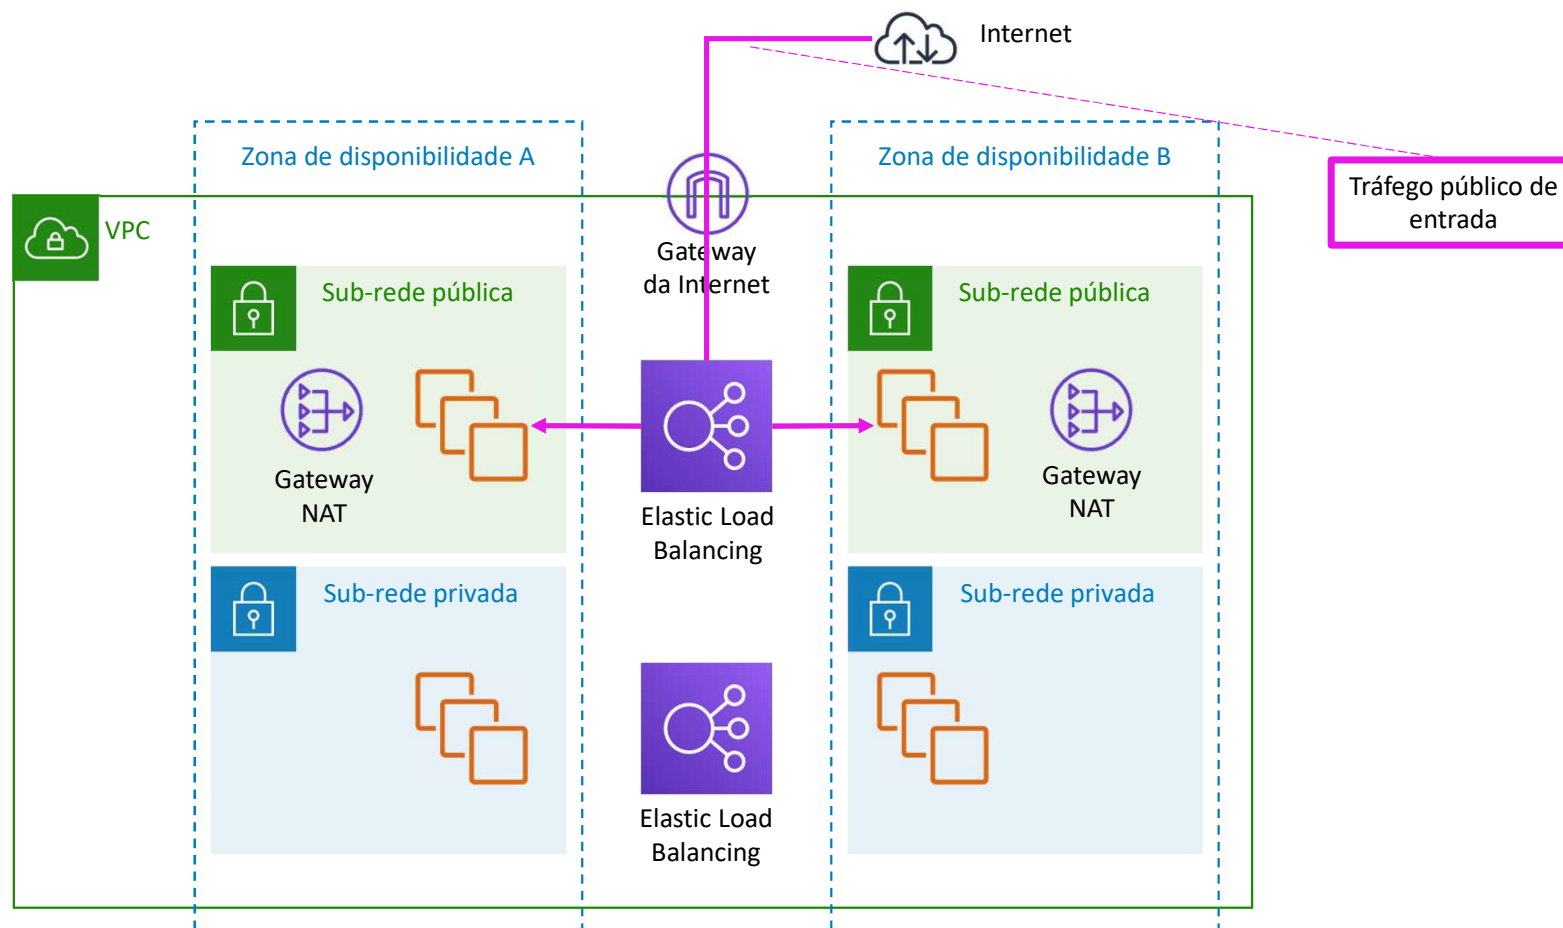 Internet
Zona de disponibilidade A
Zona de disponibilidade B
Tráfego público de
entrada
VPC
Gateway
da Internet
Sub-rede pública
Sub-rede pública
Gateway
NAT
Gateway
NAT
Elastic Load
Balancing
Sub-rede privada
Sub-rede privada
Elastic Load
Balancing